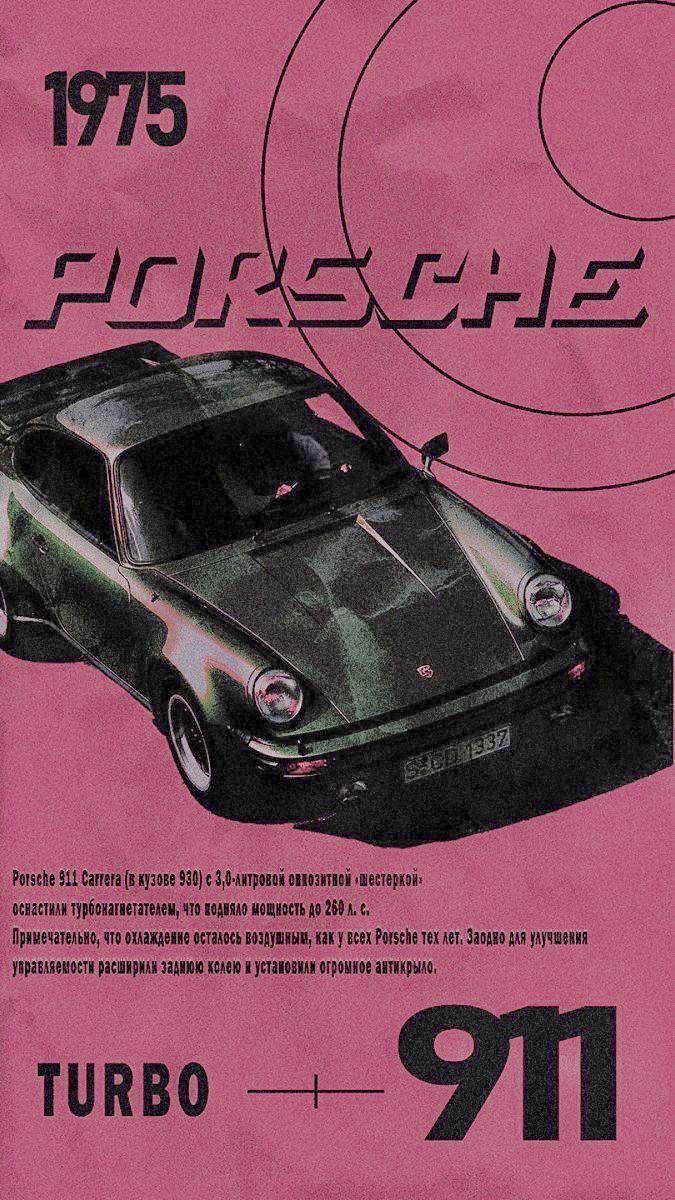 1975
PORSCHE
S-CD 1337
Porsche 911 Carrera (в кузове 930) с 3,0-литровой оппозитной «шестеркой»
оснастили турбонагнетателем, что подняло мощность до 260 л. с.
Примечательно, что охлаждение осталось воздушным, как у всех Porsche тех лет. Заодно для улучшения
управляемости расширили заднюю колею и установили огромное антикрыло.
TURBO
911